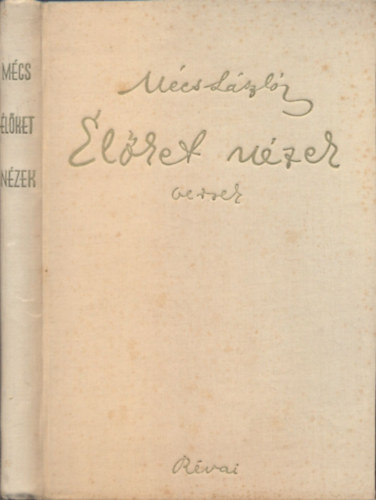 MÉCS
ÉLŐKET
NÉZEK
Mécs László
Élőket nézek
versek
Révai